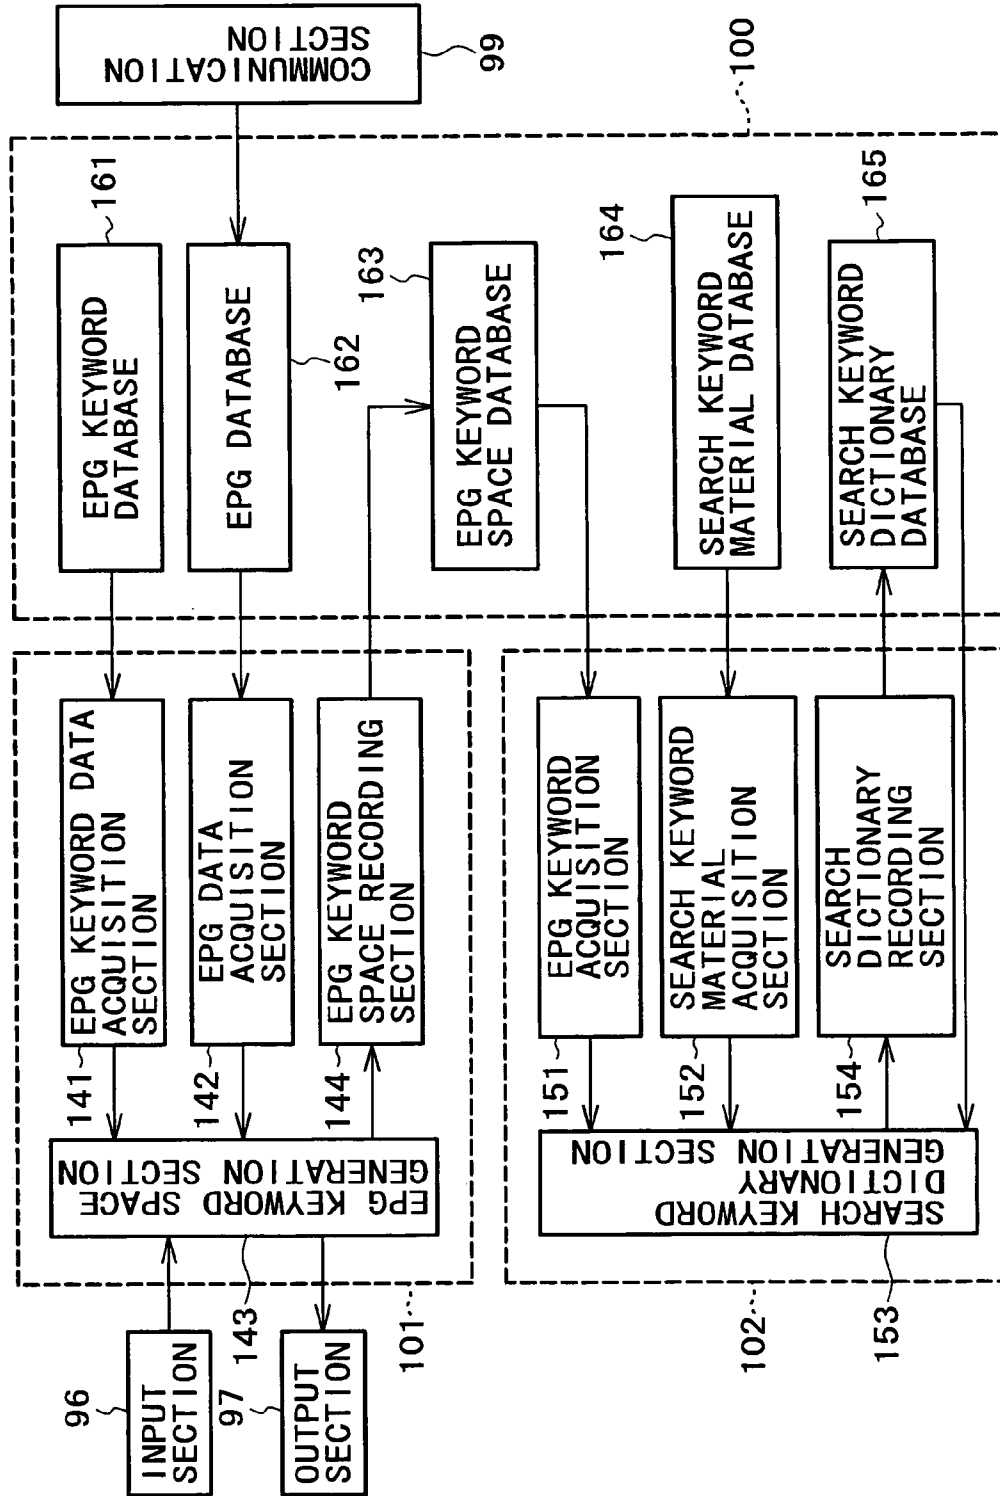 96
INPUT
SECTION
97
OUTPUT
SECTION
101
143
EPG KEYWORD SPACE
GENERATION SECTION
141
EPG KEYWORD DATA
ACQUISITION
SECTION
142
EPG DATA
ACQUISITION
SECTION
144
EPG KEYWORD
SPACE RECORDING
SECTION
102
153
SEARCH KEYWORD
DICTIONARY
GENERATION SECTION
151
EPG KEYWORD
ACQUISITION
SECTION
152
SEARCH KEYWORD
MATERIAL
ACQUISITION
SECTION
154
SEARCH
DICTIONARY
RECORDING
SECTION
100
161
EPG KEYWORD
DATABASE
EPG DATABASE
162
163
EPG KEYWORD
SPACE DATABASE
164
SEARCH KEYWORD
MATERIAL DATABASE
165
SEARCH KEYWORD
DICTIONARY
DATABASE
COMMUNICATION
SECTION
99